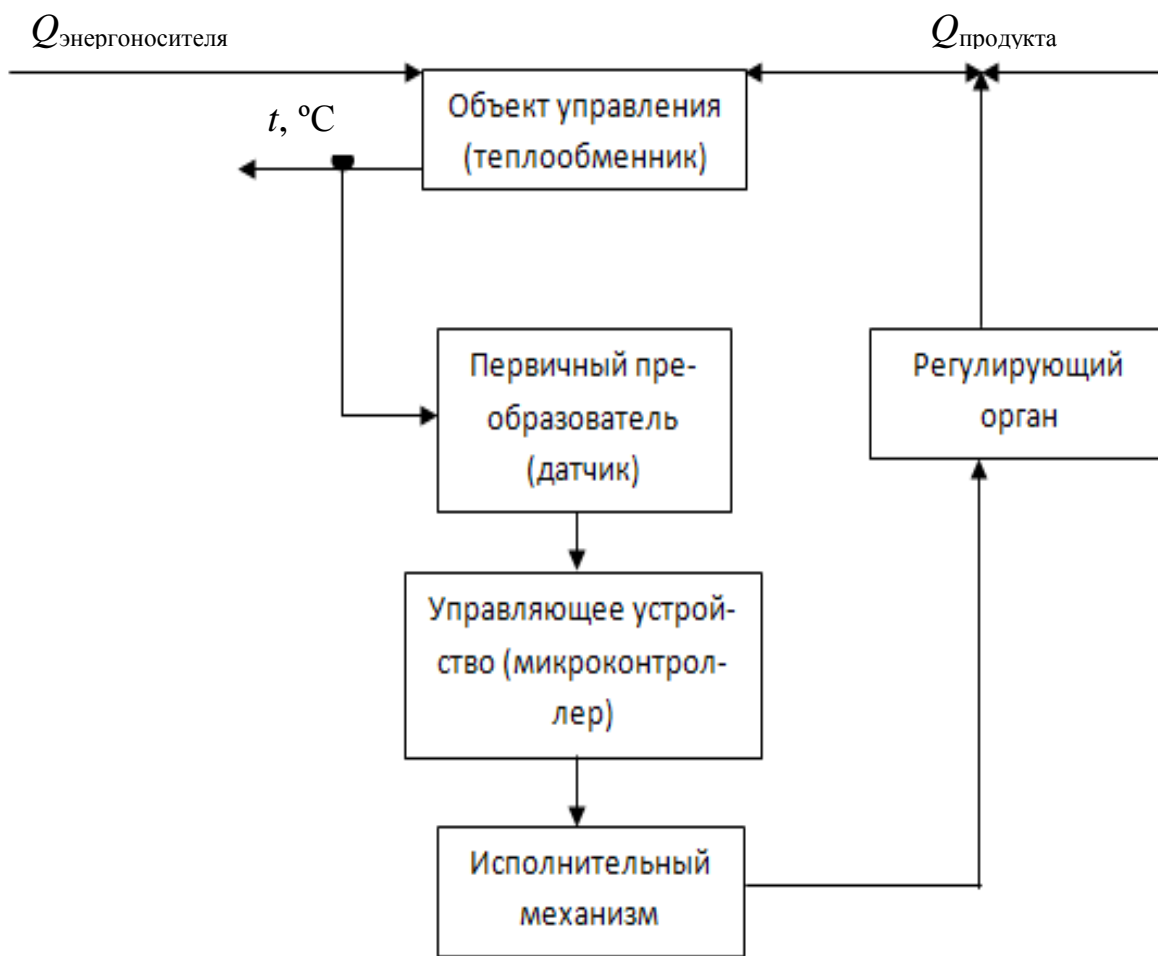 Qэнергоносителя
Qпродукта
t, ºC
Объект управления
(теплообменник)
Первичный пре-
образователь
(датчик)
Регулирующий
орган
Управляющее устрой-
ство (микроконтрол-
лер)
Исполнительный
механизм